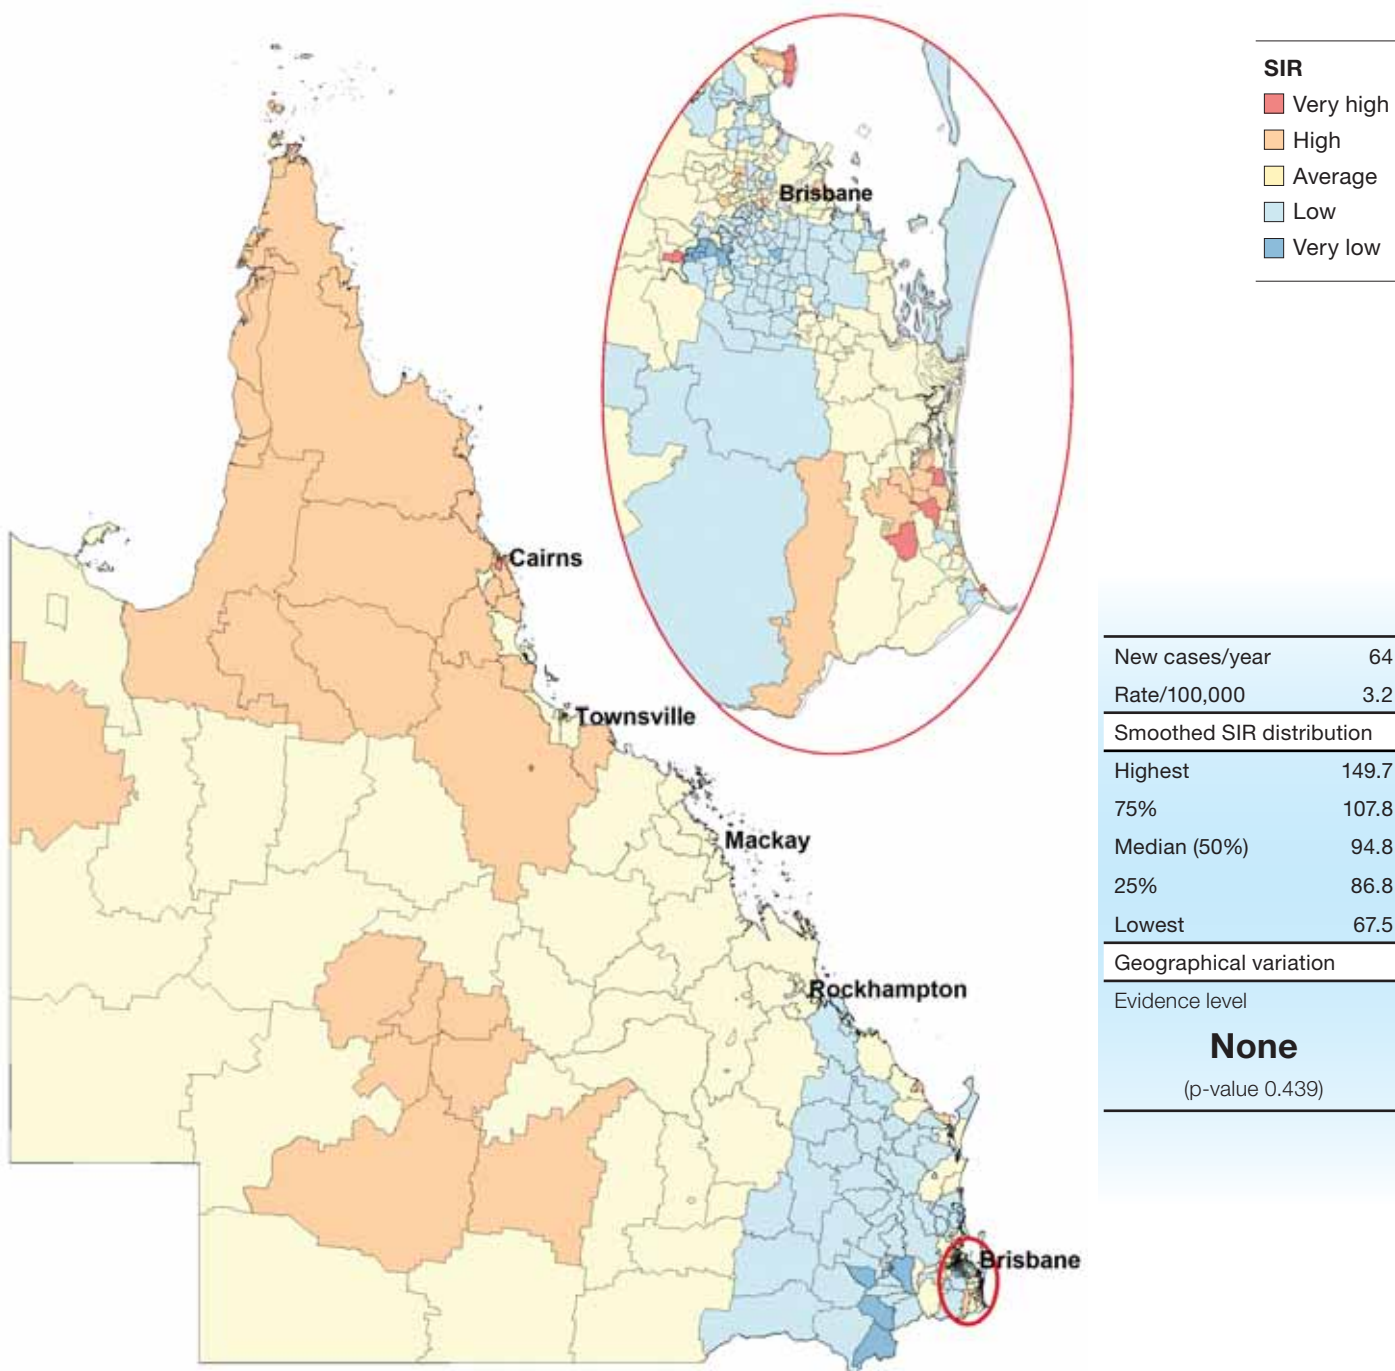 SIR
Very high
High
Average
Low
Very low
Brisbane
Cairns
Townsville
Mackay
Rockhampton
Brisbane
New cases/year 64
Rate/100,000 3.2
Smoothed SIR distribution
Highest 149.7
75% 107.8
Median (50%) 94.8
25% 86.8
Lowest 67.5
Geographical variation
Evidence level
None
(p-value 0.439)